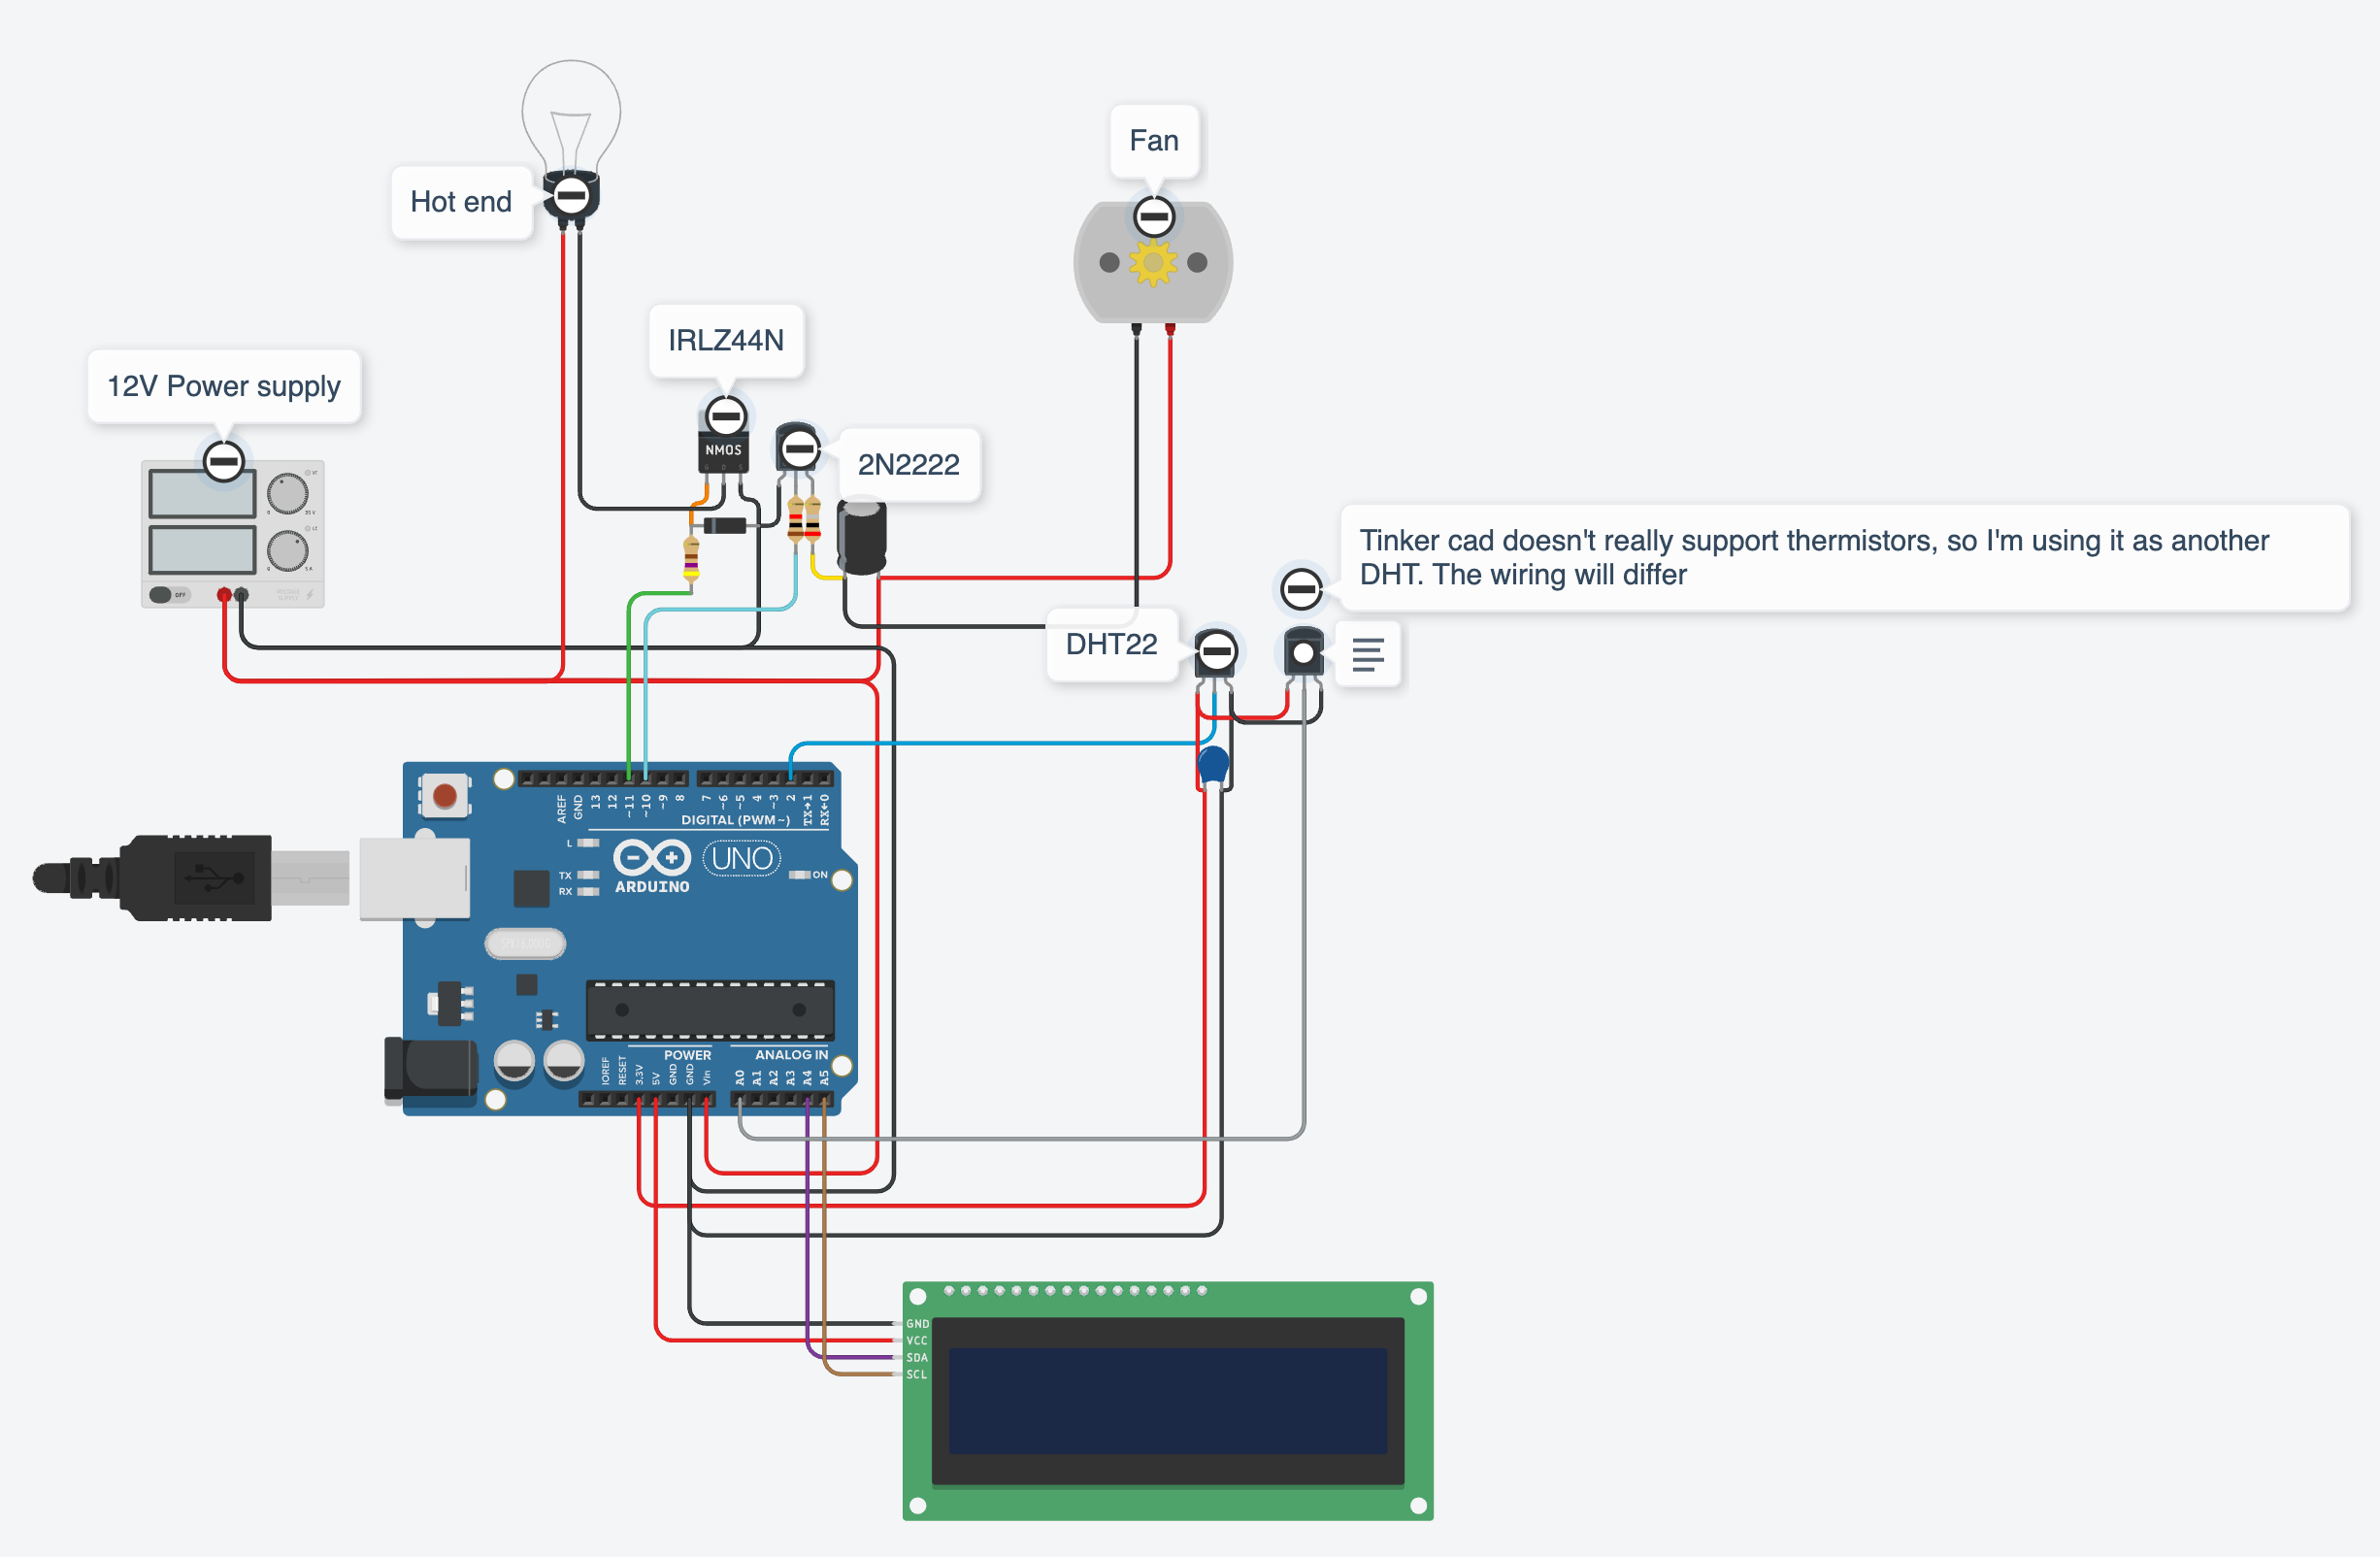 Fan
Hot end
IRLZ44N
12V Power supply
2N2222
NMOS
G D S
OFF
Tinker cad doesn't really support thermistors, so I'm using it as another
DHT. The wiring will differ
DHT22
AREF
GND
13
12
~11
~10
~9
8
7
~6
~5
4
~3
2
TX→1
RX←0
DIGITAL (PWM~)
L
TX
RX
UNO
ARDUINO
ON
POWER
ANALOG IN
IOREF
RESET
3.3V
5V
GND
GND
Vin
A0
A1
A2
A3
A4
A5
GND
VCC
SDA
SCL